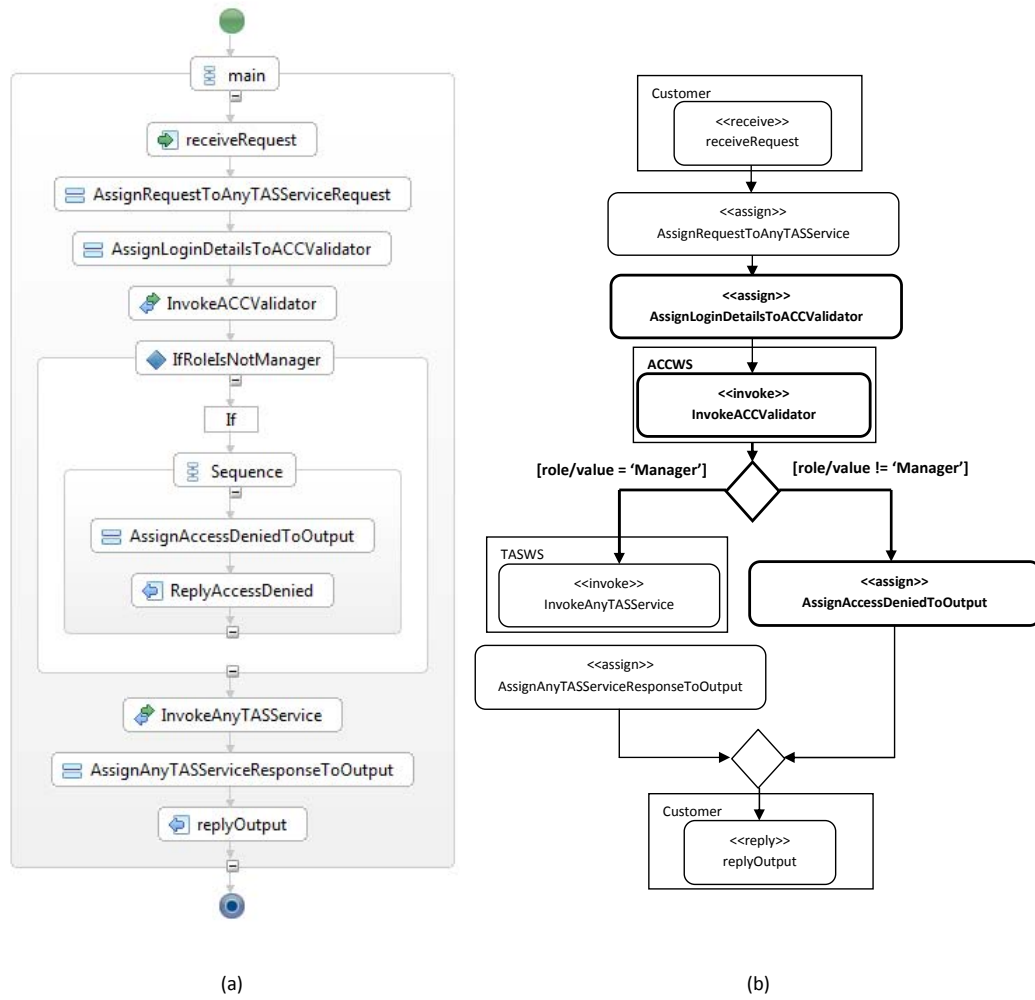 main
receiveRequest
AssignRequestToAnyTASServiceRequest
AssignLoginDetailsToACCValidator
InvokeACCValidator
IfRoleIsNotManager
If
Sequence
AssignAccessDeniedToOutput
ReplyAccessDenied
InvokeAnyTASService
AssignAnyTASServiceResponseToOutput
replyOutput
(a)
Customer
<<receive>>
receiveRequest
<<assign>>
AssignRequestToAnyTASService
<<assign>>
AssignLoginDetailsToACCValidator
ACCWS
<<invoke>>
InvokeACCValidator
[role/value = ‘Manager’]
[role/value != ‘Manager’]
TASWS
<<invoke>>
InvokeAnyTASService
<<assign>>
AssignAccessDeniedToOutput
<<assign>>
AssignAnyTASServiceResponseToOutput
Customer
<<reply>>
replyOutput
(b)